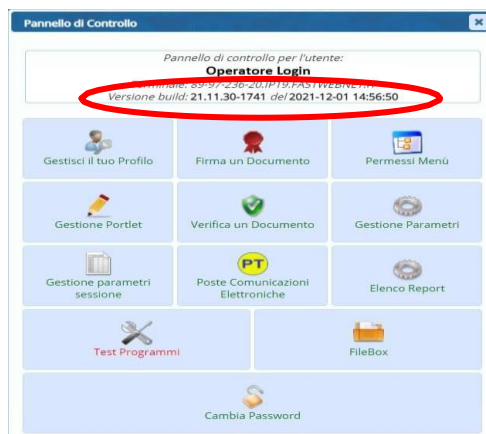 Pannello di Controllo
Pannello di controllo per l'utente:
Operatore Login
Versione build: 21.11.30-1741 del 2021-12-01 14:56:50
Gestisci il tuo Profilo
Firma un Documento
Permessi Menù
Gestione Portlet
Verifica un Documento
Gestione Parametri
Gestione parametri
sessione
PT
Poste Comunicazioni
Elettroniche
Elenco Report
Test Programmi
FileBox
Cambia Password